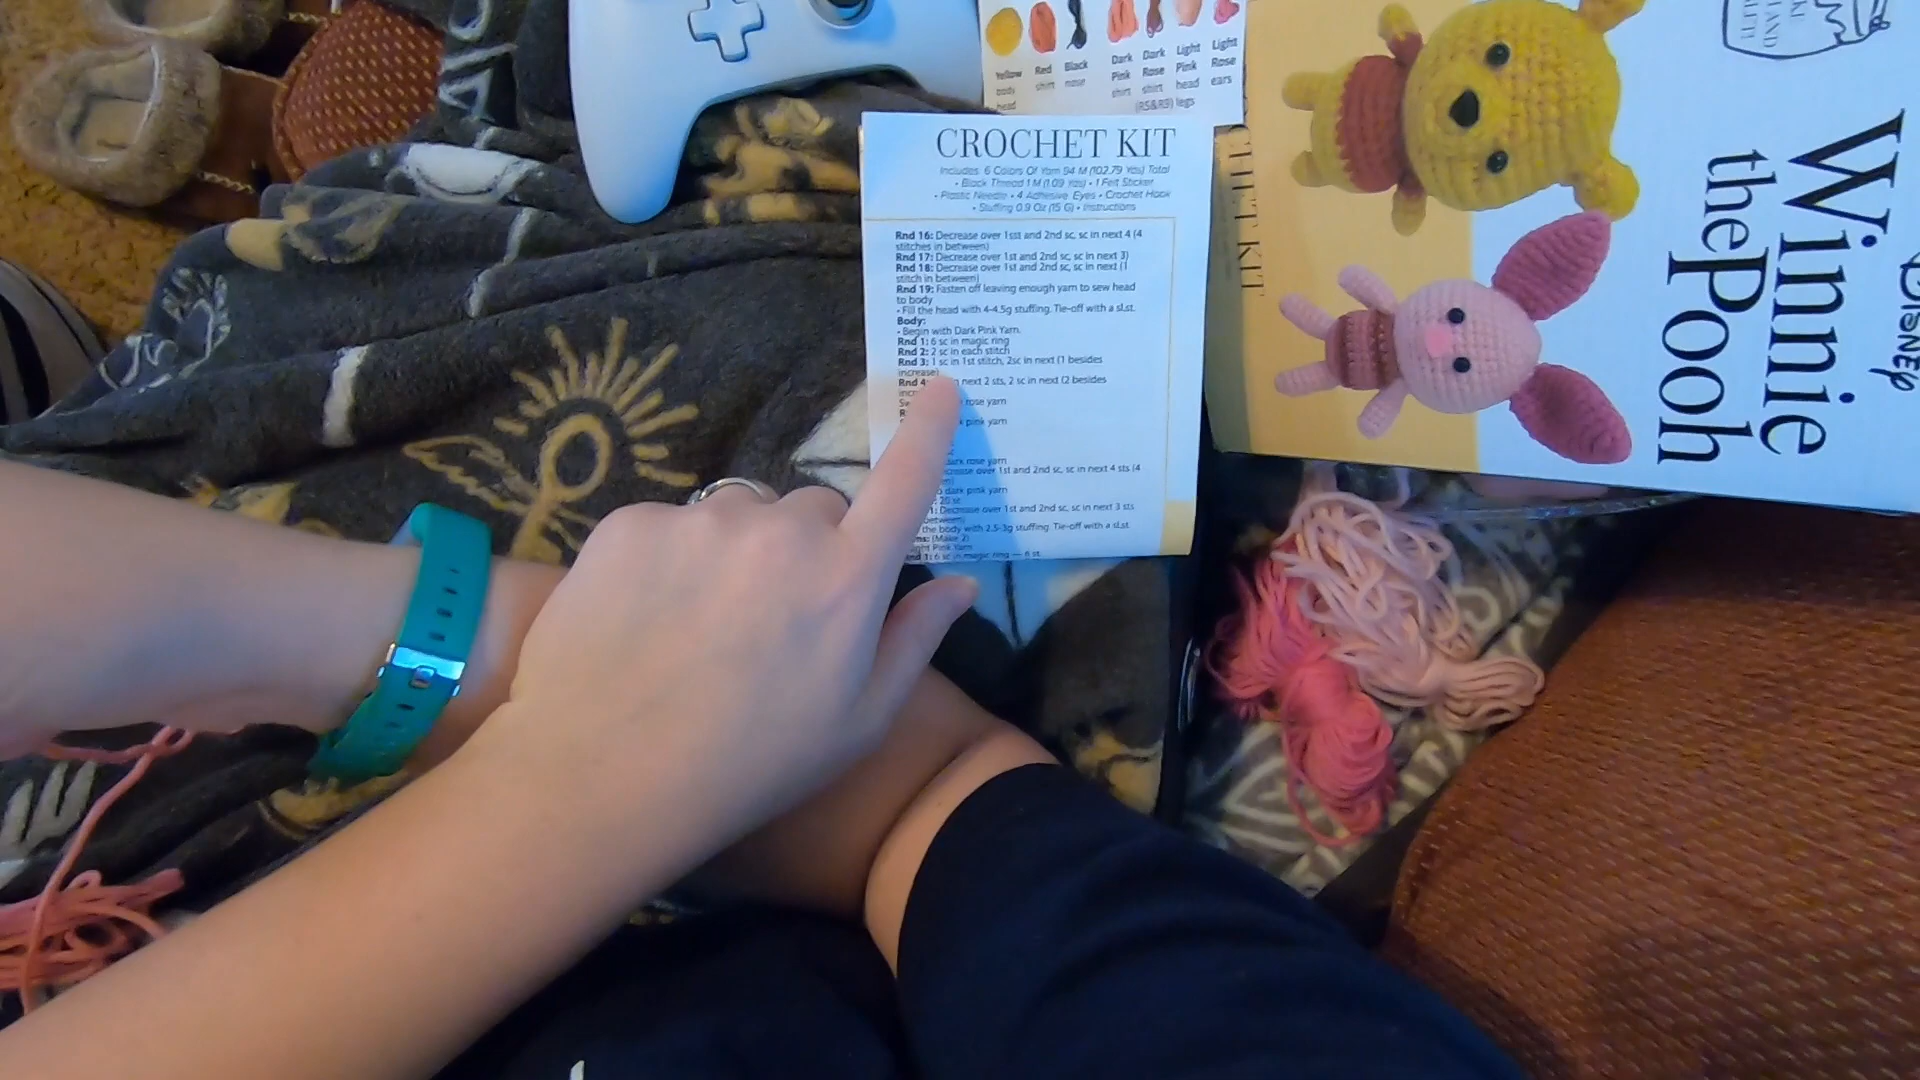 Yellow
body
head
Red
shirt
Black
nose
Dark
Pink
shirt
Dark
Rose
shirt
(R5&R9)
Light
Pink
head
legs
Light
Rose
ears
CROCHET KIT
Includes 6 Colors Of Yarn 94 M (102.79 Yds) Total
• Black Thread 1 M (1.09 Yds) • 1 Felt Sticker
• Plastic Needle • 4 Adhesive Eyes • Crochet Hook
• Stuffing 0.9 Oz (15 G) • Instructions
Rnd 16: Decrease over 1sst and 2nd sc, sc in next 4 (4
stitches in between)
Rnd 17: Decrease over 1st and 2nd sc, sc in next 3)
Rnd 18: Decrease over 1st and 2nd sc, sc in next (1
stitch in between)
Rnd 19: Fasten off leaving enough yarn to sew head
to body
• Fill the head with 4-4.5g stuffing. Tie-off with a sl.st.
Body:
• Begin with Dark Pink Yarn.
Rnd 1: 6 sc in magic ring
Rnd 2: 2 sc in each stitch
Rnd 3: 1 sc in 1st stitch, 2sc in next (1 besides
increase)
Rnd 4: next 2 sts, 2 sc in next (2 besides
rose yarn
pink yarn
dark rose yarn
over 1st and 2nd sc, sc in next 4 sts (4
dark pink yarn
Decrease over 1st and 2nd sc, sc in next 3 sts
between)
the body with 2.5-3g stuffing. Tie-off with a sl.st.
(Make 2)
Pink Yarn
1: 6 sc in magic ring — 6 st
KIT
DISNEY
Winnie
the Pooh